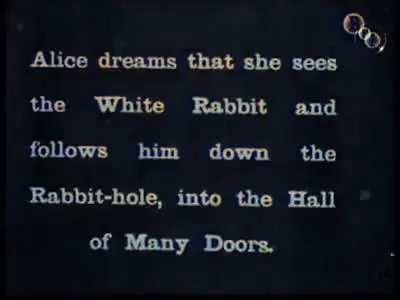 Alice dreams that she sees
the White Rabbit and
follows him down the
Rabbit-hole, into the Hall
of Many Doors.